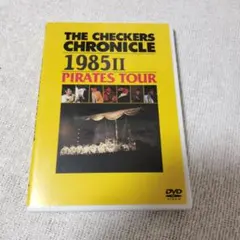 THE CHECKERS
CHRONICLE
1985II
PIRATES TOUR
DVD